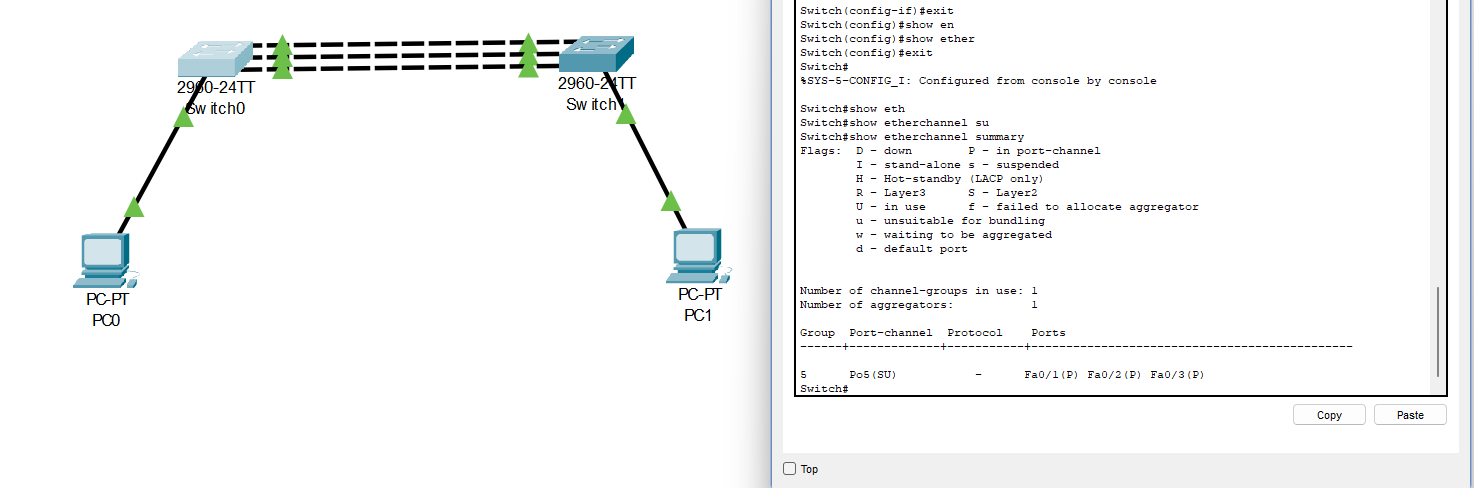 2960-24TT
Switch0
2960-24TT
Switch1
PC-PT
PC0
PC-PT
PC1
Switch(config-if)#exit
Switch(config)#show en
Switch(config)#show ether
Switch(config)#exit
Switch#
%SYS-5-CONFIG_I: Configured from console by console
Switch#show eth
Switch#show etherchannel su
Switch#show etherchannel summary
Flags:  D - down        P - in port-channel
        I - stand-alone s - suspended
        H - Hot-standby (LACP only)
        R - Layer3      S - Layer2
        U - in use      f - failed to allocate aggregator
        u - unsuitable for bundling
        w - waiting to be aggregated
        d - default port
Number of channel-groups in use: 1
Number of aggregators:           1
Group  Port-channel  Protocol    Ports
------+-------------+-----------+----------------------------------------------
5      Po5(SU)           -      Fa0/1(P) Fa0/2(P) Fa0/3(P)
Switch#
Copy
Paste
Top